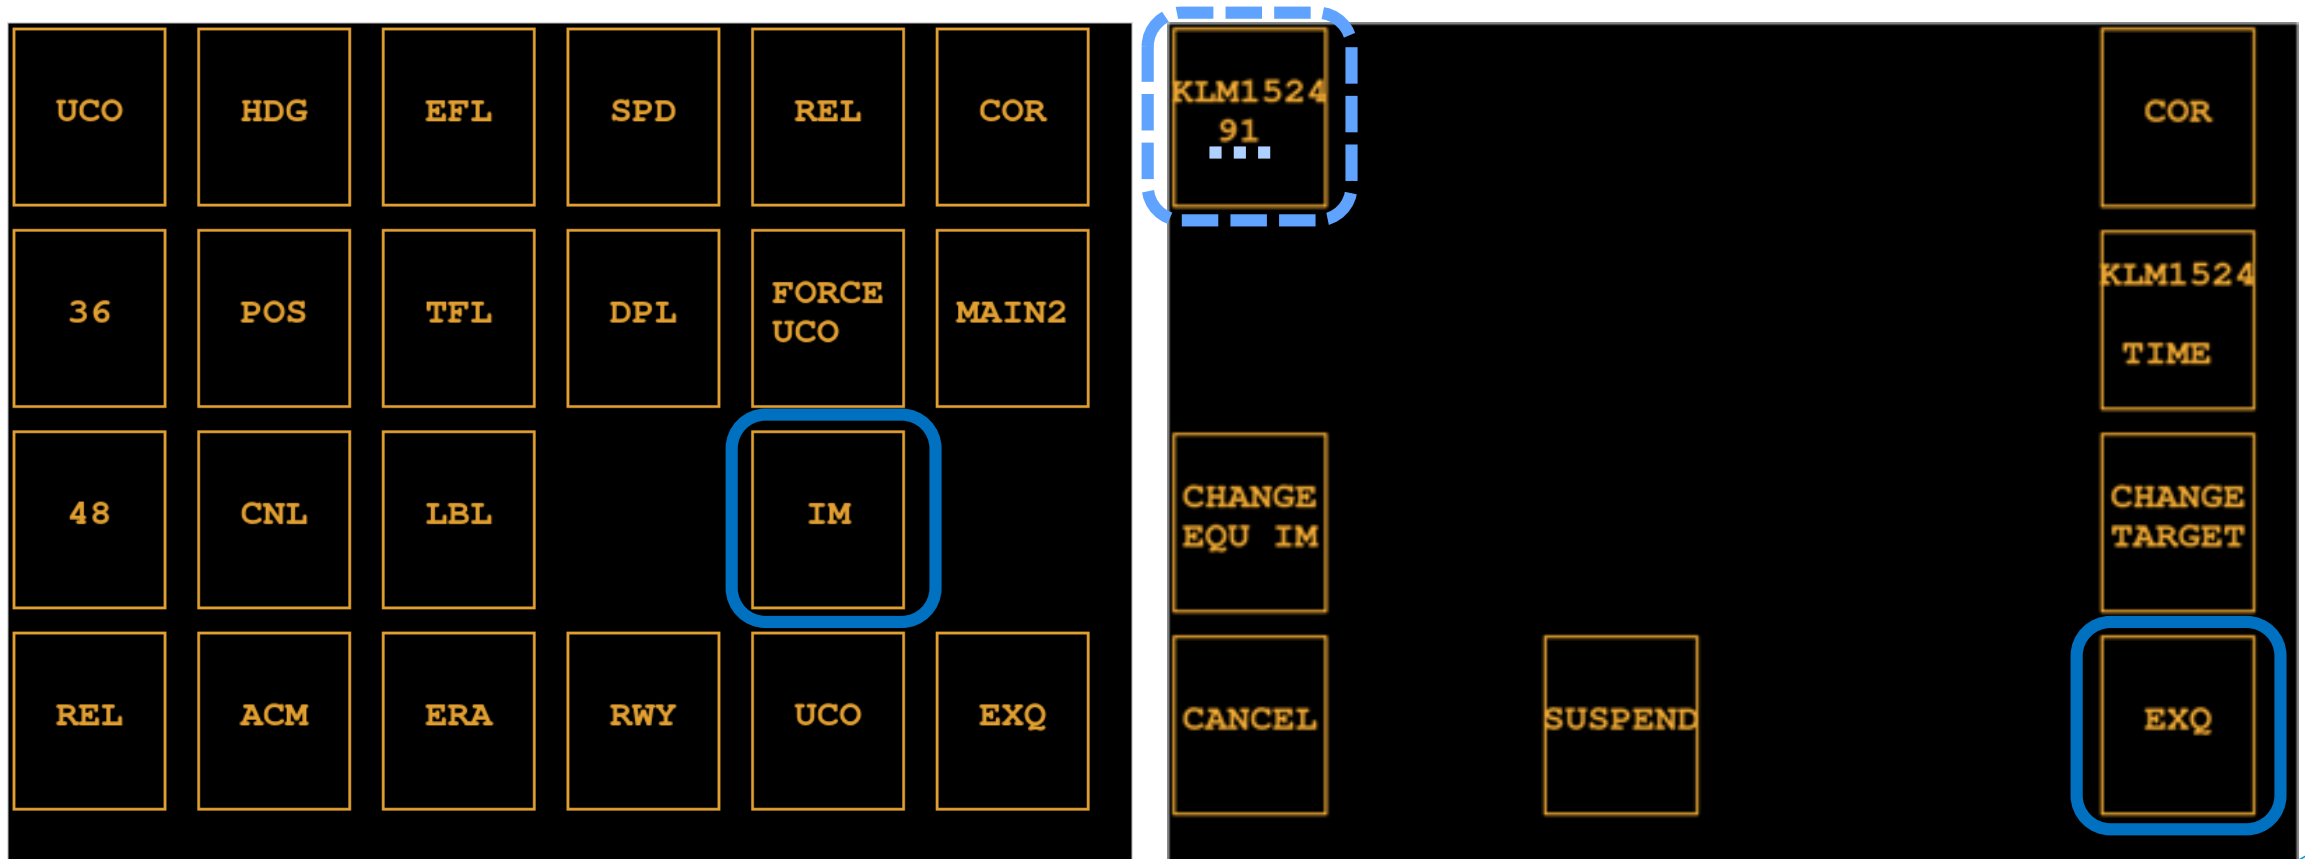 UCO HDG EFL SPD REL COR
36 POS TFL DPL FORCE UCO MAIN2
48 CNL LBL IM
REL ACM ERA RWY UCO EXQ
KLM1524
91
...
COR
KLM1524
TIME
CHANGE
EQU IM
CHANGE
TARGET
CANCEL
SUSPEND
EXQ